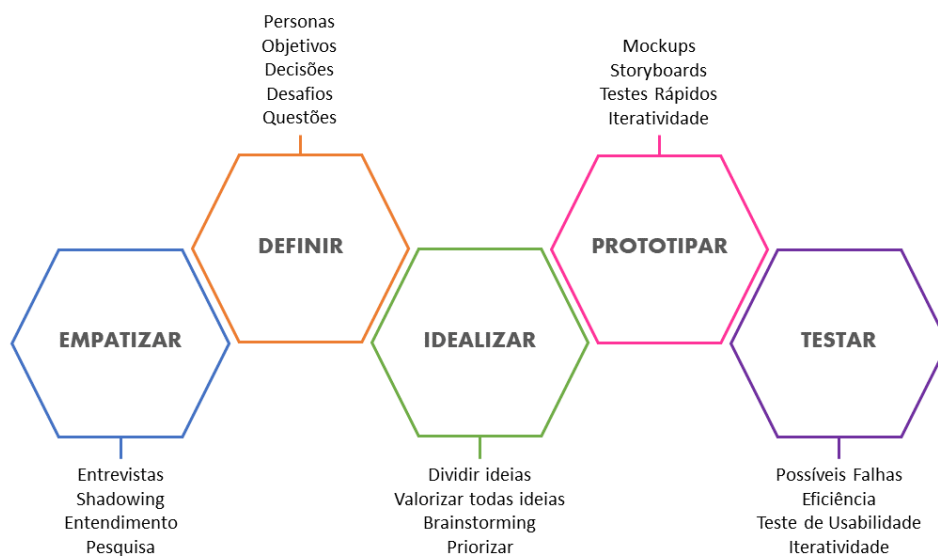 Personas
Objetivos
Decisões
Desafios
Questões
Mockups
Storyboards
Testes Rápidos
Iteratividade
DEFINIR
PROTOTIPAR
EMPATIZAR
IDEALIZAR
TESTAR
Entrevistas
Shadowing
Entendimento
Pesquisa
Dividir ideias
Valorizar todas ideias
Brainstorming
Priorizar
Possíveis Falhas
Eficiência
Teste de Usabilidade
Iteratividade